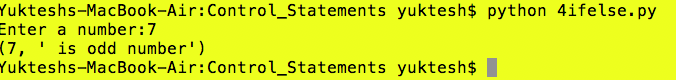 Yukteshs-MacBook-Air:Control_Statements yuktesh$ python 4ifelse.py
Enter a number:7
(7, ' is odd number')
Yukteshs-MacBook-Air:Control_Statements yuktesh$